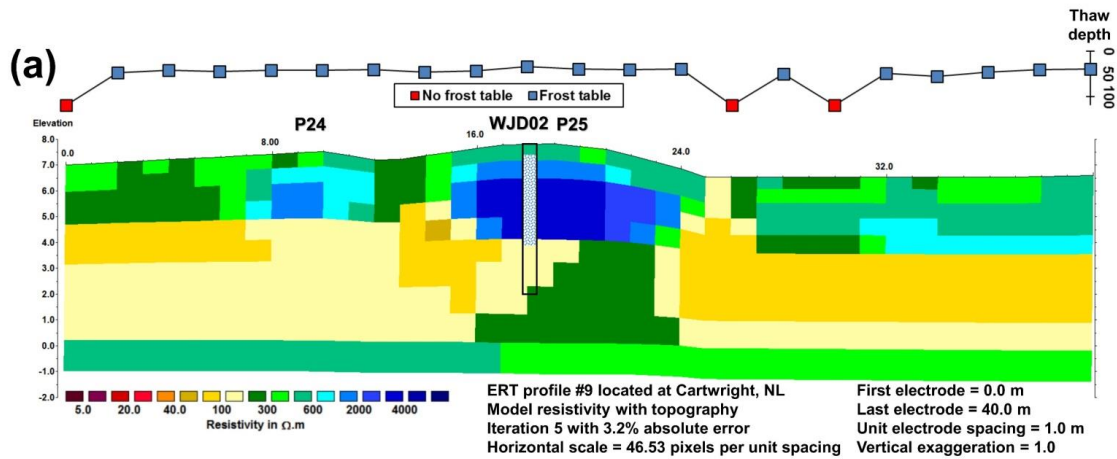 Thaw
depth
(a)
0
50
100
No frost table
Frost table
Elevation
P24
WJD02
P25
0.0
8.00
16.0
24.0
32.0
8.0
7.0
6.0
5.0
4.0
3.0
2.0
1.0
0.0
-1.0
-2.0
5.0 20.0 40.0 100 300 600 2000 4000
Resistivity in Ω.m
ERT profile #9 located at Cartwright, NL
Model resistivity with topography
Iteration 5 with 3.2% absolute error
Horizontal scale = 46.53 pixels per unit spacing
First electrode = 0.0 m
Last electrode = 40.0 m
Unit electrode spacing = 1.0 m
Vertical exaggeration = 1.0